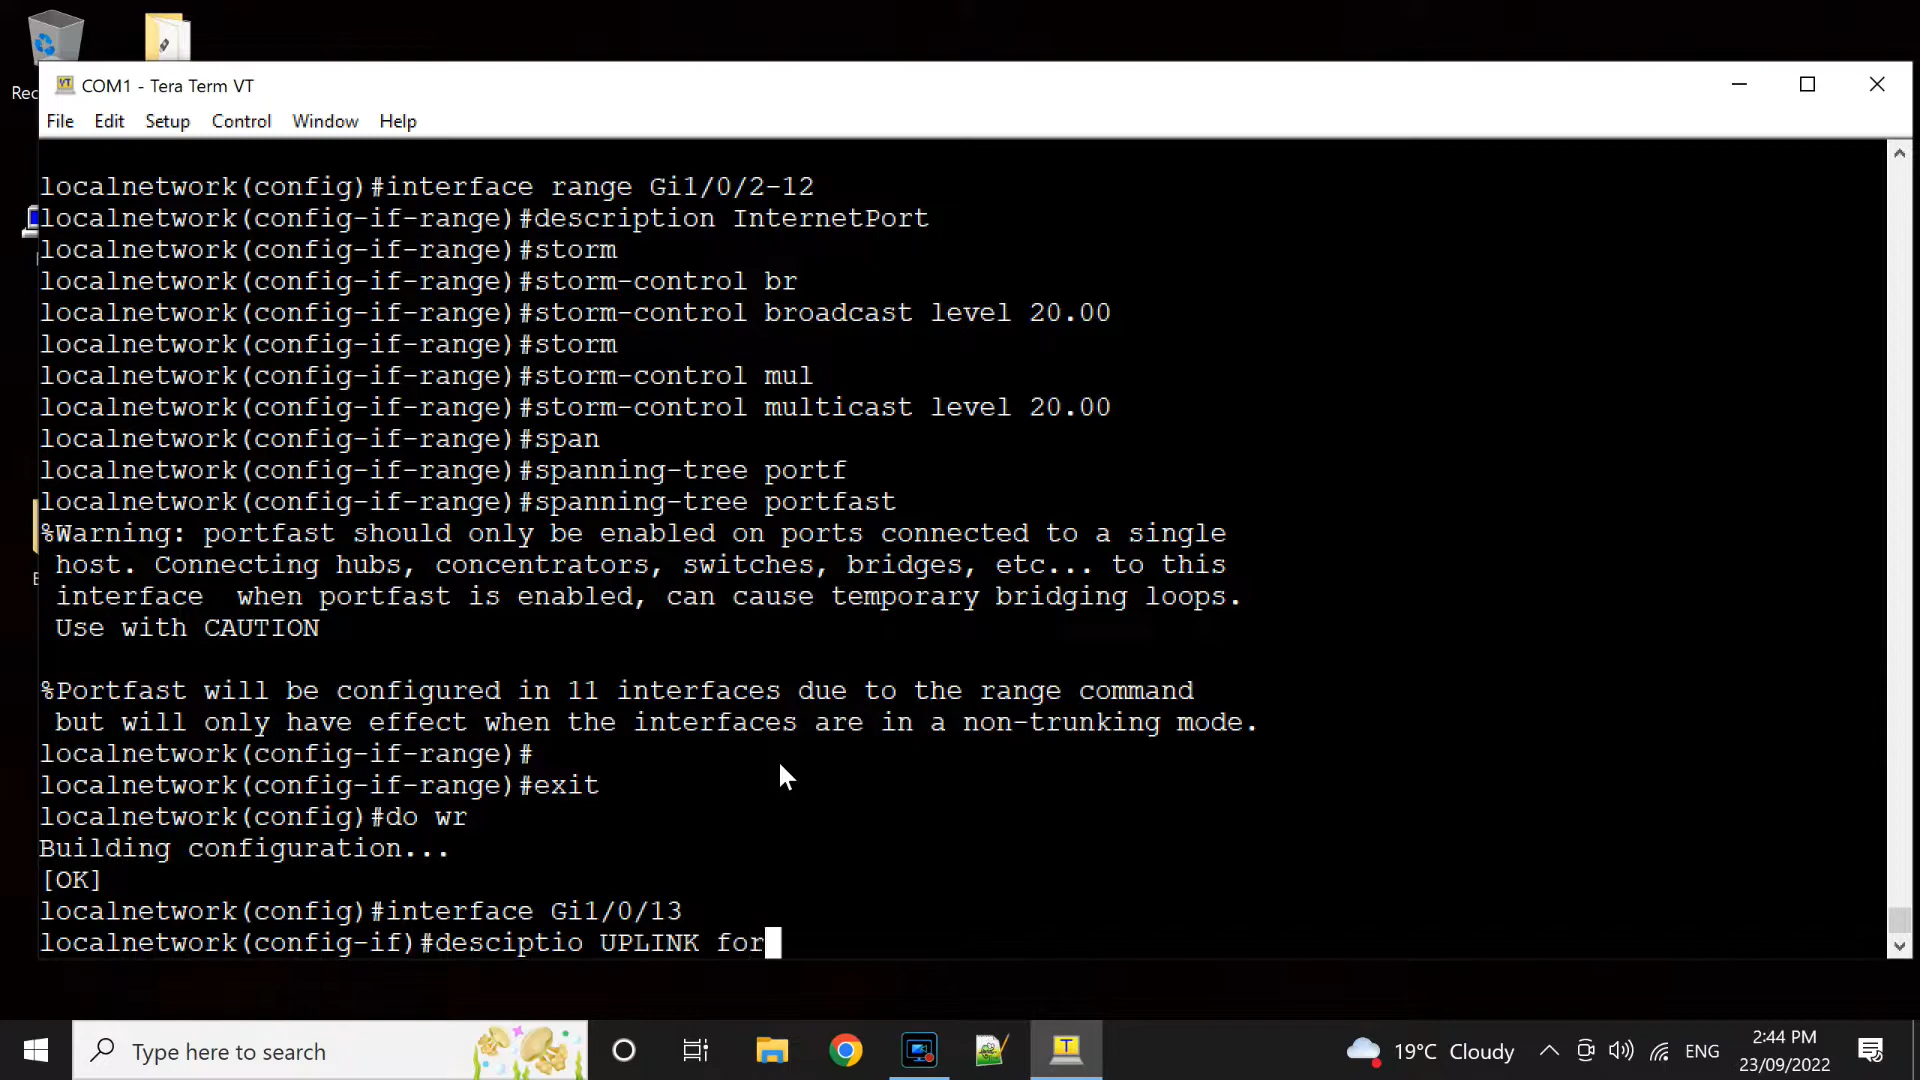 Rec
COM1 - Tera Term VT
File Edit Setup Control Window Help
localnetwork(config)#interface range Gi1/0/2-12
localnetwork(config-if-range)#description InternetPort
localnetwork(config-if-range)#storm
localnetwork(config-if-range)#storm-control br
localnetwork(config-if-range)#storm-control broadcast level 20.00
localnetwork(config-if-range)#storm
localnetwork(config-if-range)#storm-control mul
localnetwork(config-if-range)#storm-control multicast level 20.00
localnetwork(config-if-range)#span
localnetwork(config-if-range)#spanning-tree portf
localnetwork(config-if-range)#spanning-tree portfast
%Warning: portfast should only be enabled on ports connected to a single
host. Connecting hubs, concentrators, switches, bridges, etc... to this
interface  when portfast is enabled, can cause temporary bridging loops.
Use with CAUTION
%Portfast will be configured in 11 interfaces due to the range command
but will only have effect when the interfaces are in a non-trunking mode.
localnetwork(config-if-range)#
localnetwork(config-if-range)#exit
localnetwork(config)#do wr
Building configuration...
[OK]
localnetwork(config)#interface Gi1/0/13
localnetwork(config-if)#desciptio UPLINK for
Type here to search
19°C Cloudy
ENG
2:44 PM
23/09/2022